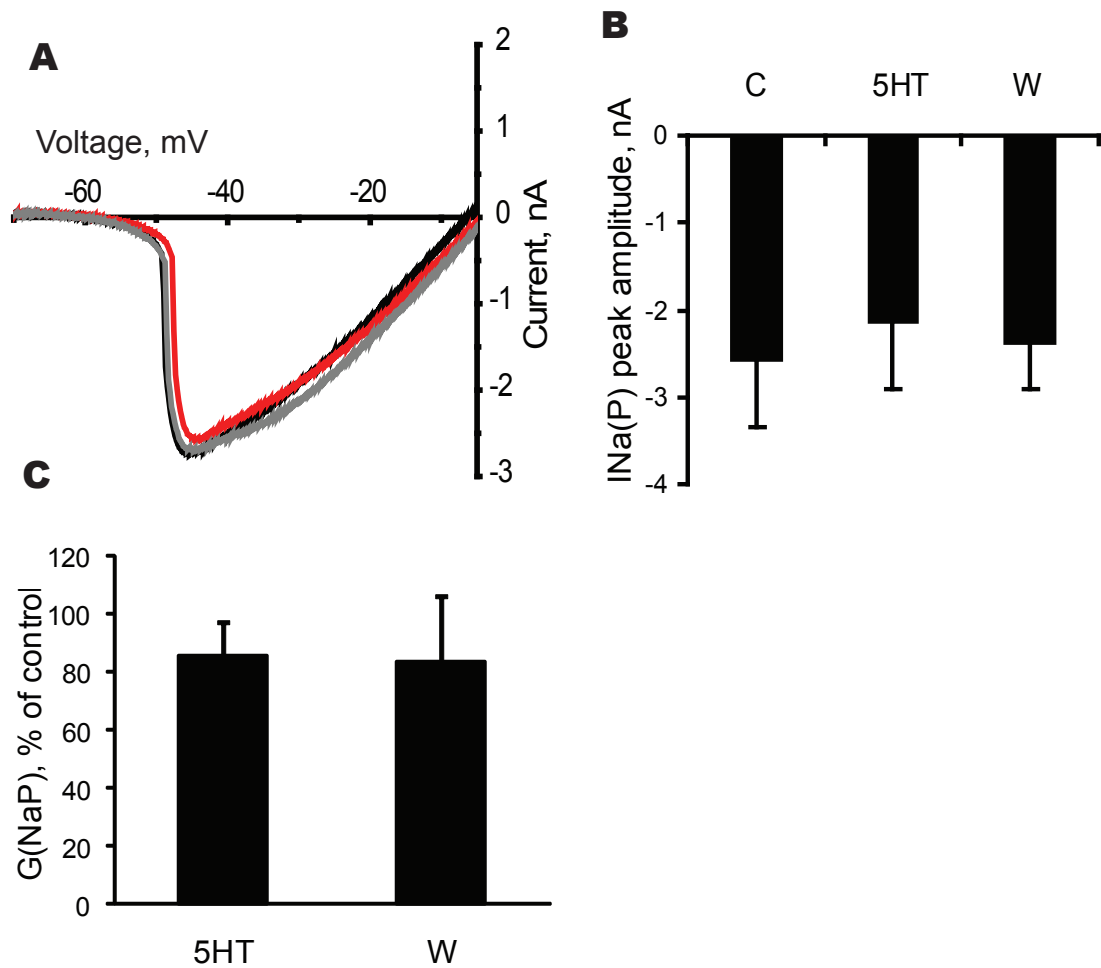 A
Voltage, mV
-60
-40
-20
2
1
0
-1
-2
-3
Current, nA
B
C
5HT
W
0
-1
-2
-3
-4
INa(P) peak amplitude, nA
C
120
100
80
60
40
20
0
G(NaP), % of control
5HT
W